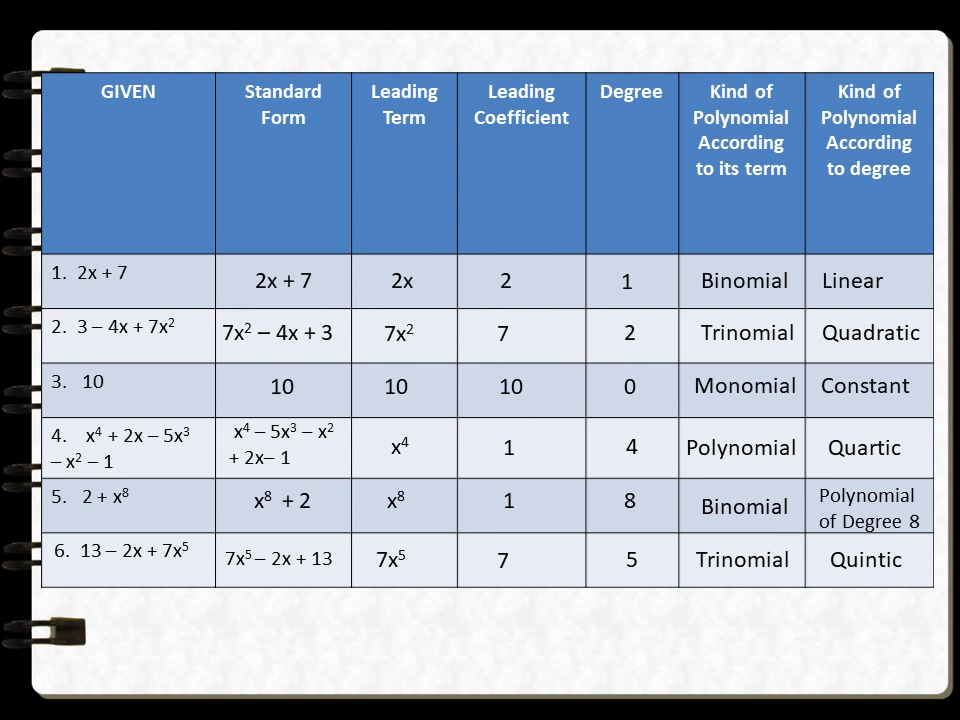 GIVEN
Standard
Form
Leading
Term
Leading
Coefficient
Degree
Kind of
Polynomial
According
to its term
Kind of
Polynomial
According
to degree
1. 2x + 7
2x + 7
2x
2
1
Binomial
Linear
2. 3 – 4x + 7x²
7x² – 4x + 3
7x²
7
2
Trinomial
Quadratic
3. 10
10
10
10
0
Monomial
Constant
4. x⁴ + 2x – 5x³
– x² – 1
x⁴ – 5x³ – x²
+ 2x– 1
x⁴
1
4
Polynomial
Quartic
5. 2 + x⁸
x⁸ + 2
x⁸
1
8
Binomial
Polynomial
of Degree 8
6. 13 – 2x + 7x⁵
7x⁵ – 2x + 13
7x⁵
7
5
Trinomial
Quintic